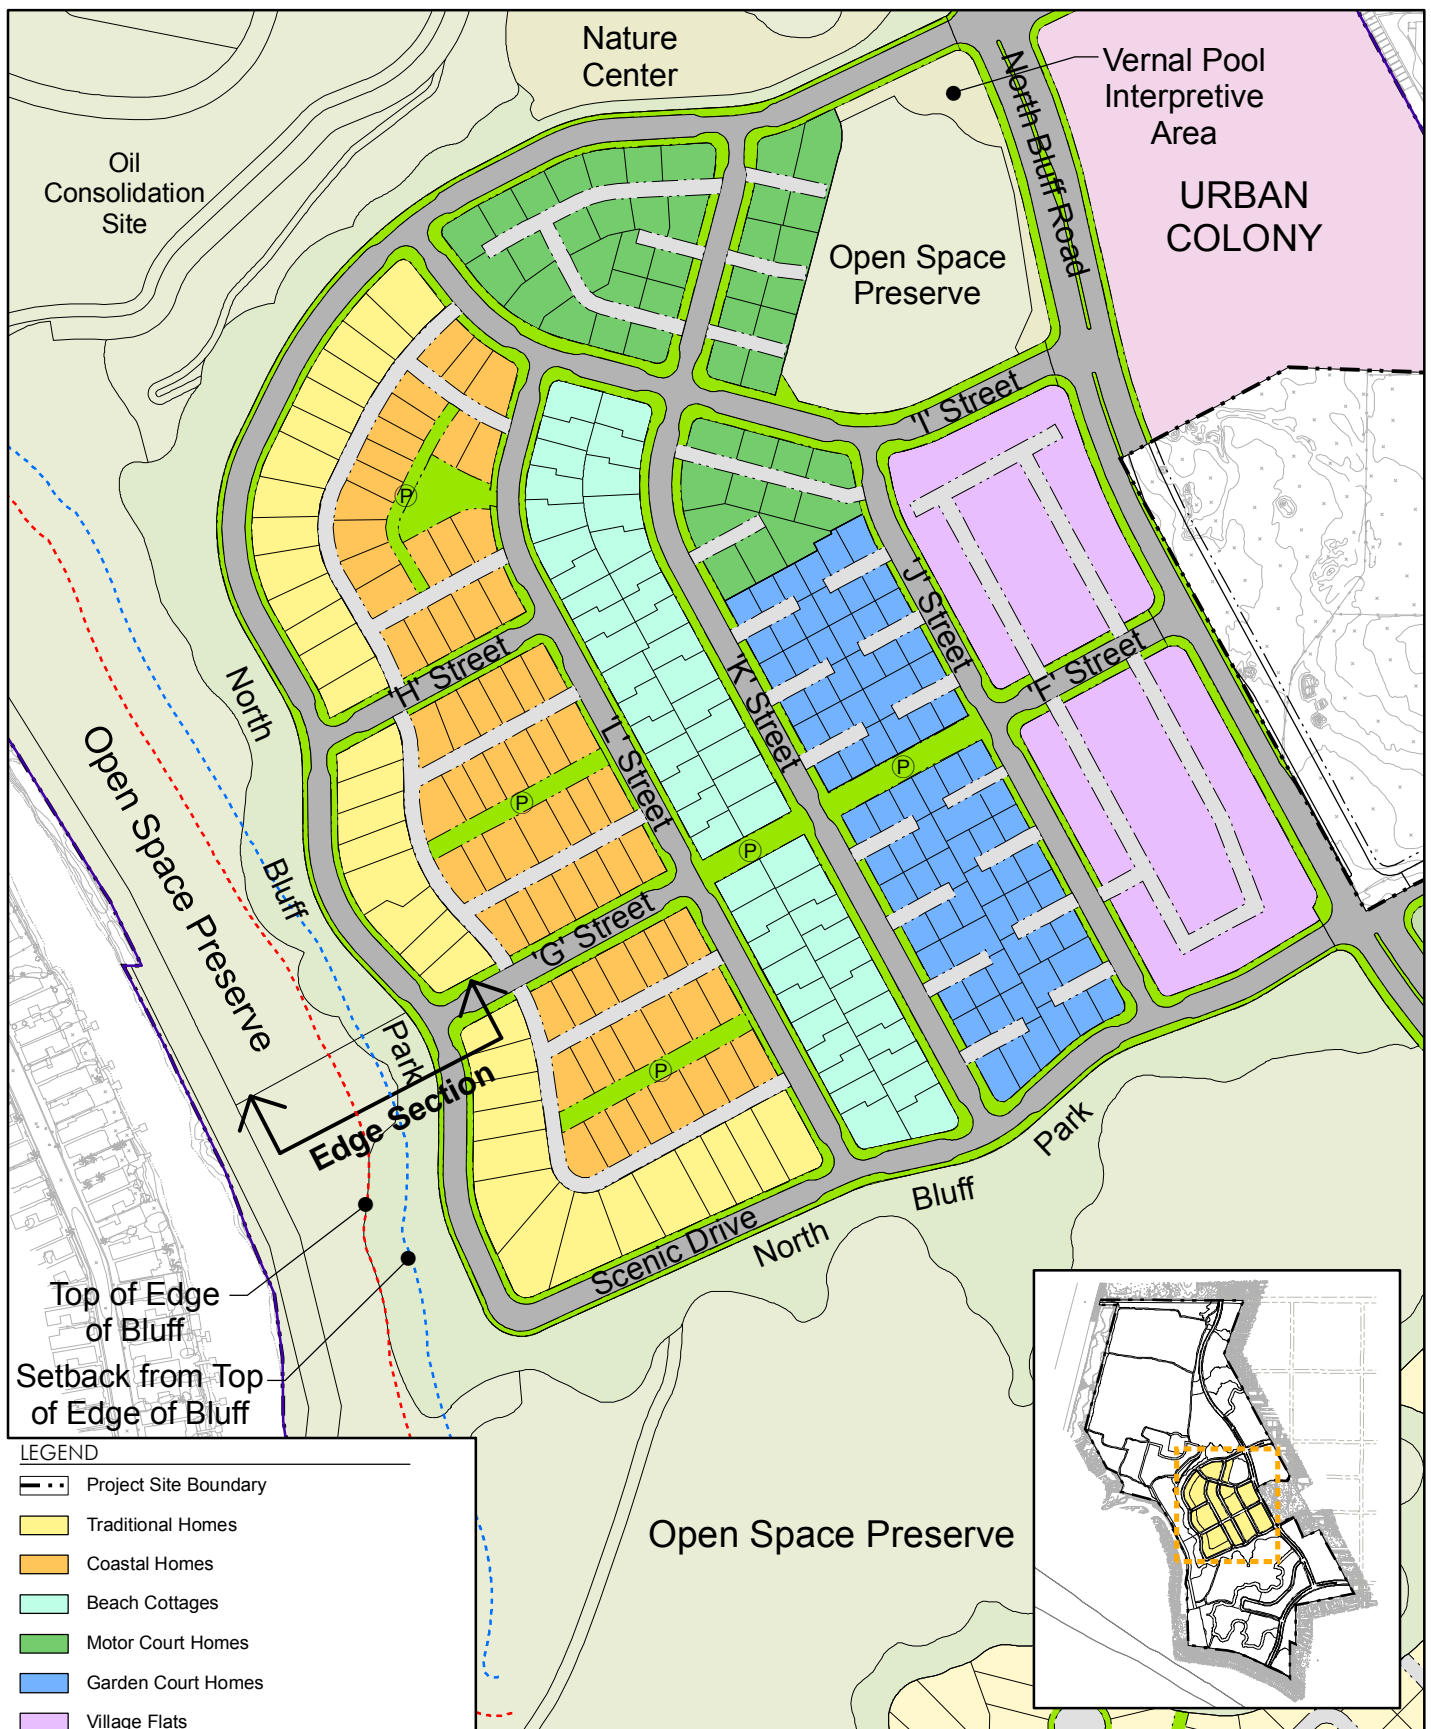 Nature
Center
Vernal Pool
Interpretive
Area
North Bluff Road
Oil
Consolidation
Site
URBAN
COLONY
Open Space
Preserve
'I' Street
P
'J' Street
'F' Street
'H' Street
'K' Street
'L' Street
North
Bluff
Park
Open Space Preserve
P
P
P
'G' Street
Edge Section
P
Park
Bluff
North
Scenic Drive
Top of Edge
of Bluff
Setback from Top
of Edge of Bluff
Open Space Preserve
LEGEND
Project Site Boundary
Traditional Homes
Coastal Homes
Beach Cottages
Motor Court Homes
Garden Court Homes
Village Flats